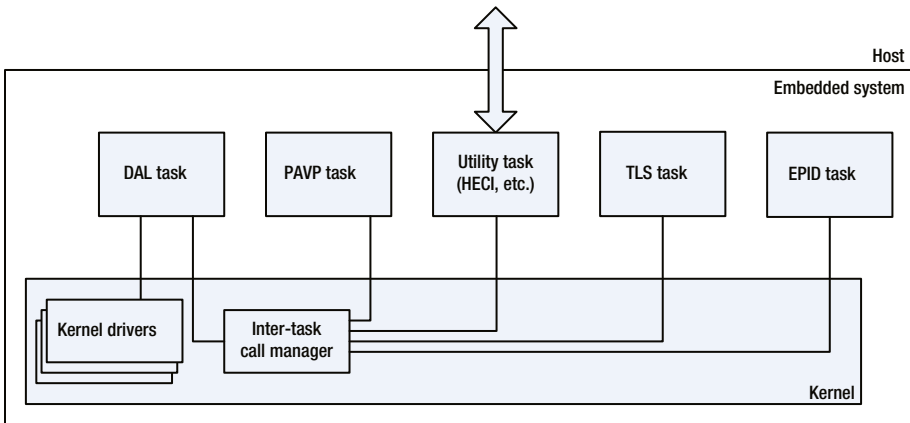 Host
Embedded system
DAL task
PAVP task
Utility task
(HECI, etc.)
TLS task
EPID task
Kernel drivers
Inter-task
call manager
Kernel